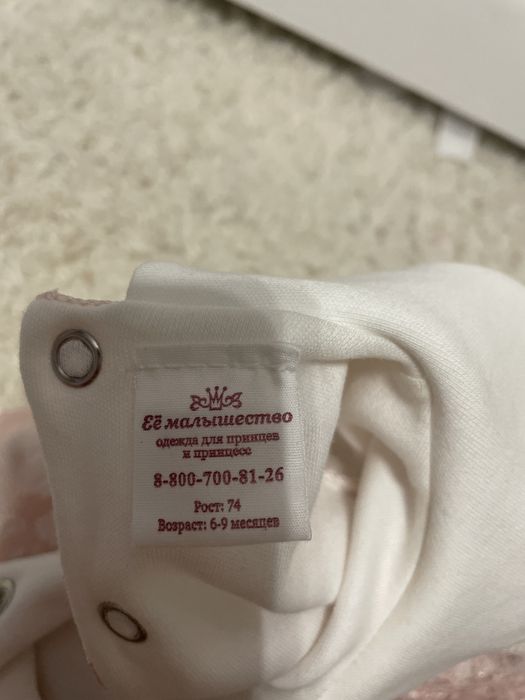 Её малышество
одежда для принцев
и принцесс
8-800-700-81-26
Рост: 74
Возраст: 6-9 месяцев